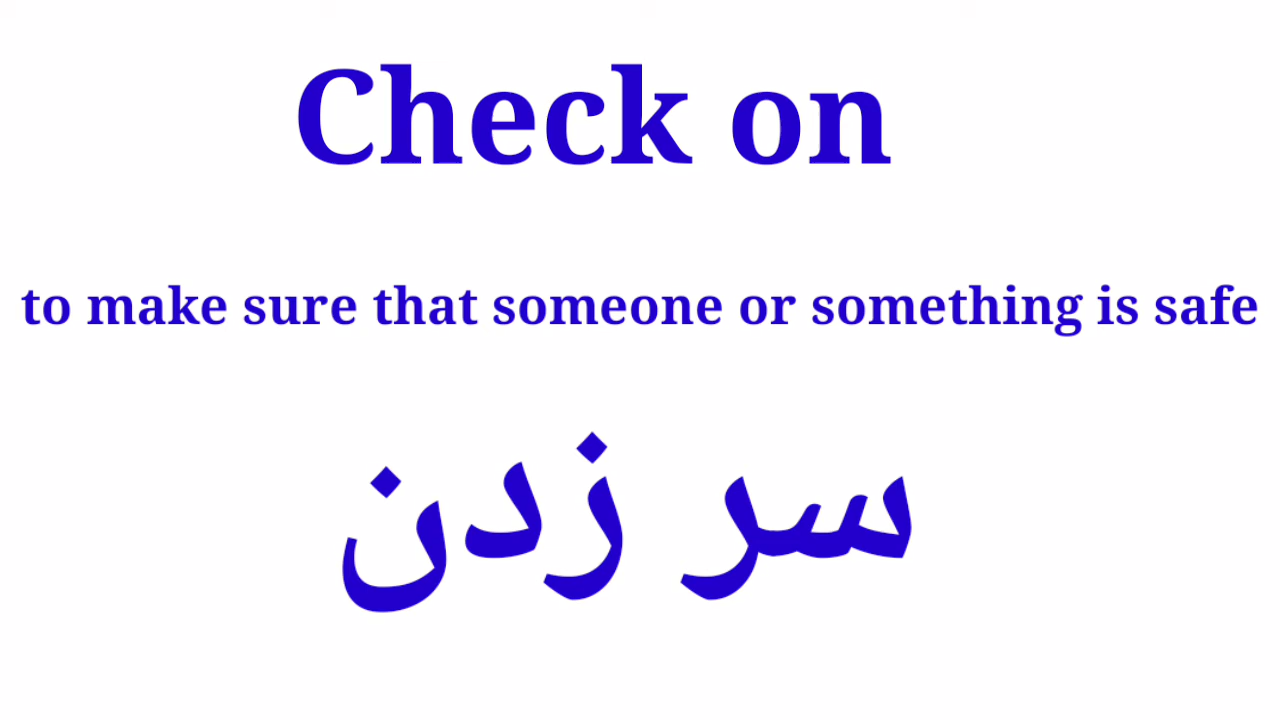 Check on
to make sure that someone or something is safe
سر زدن